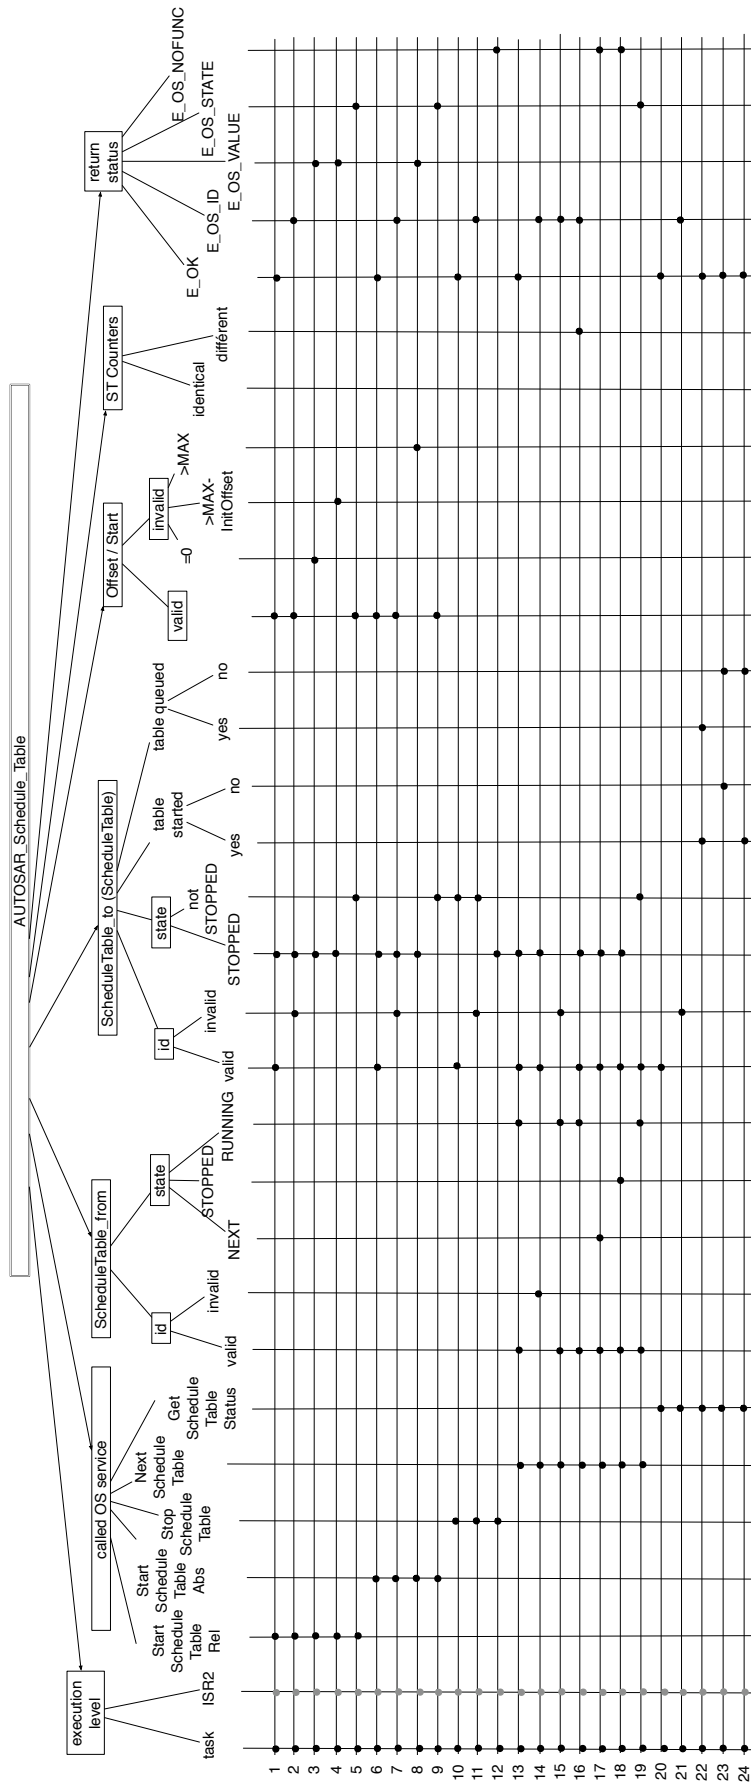 AUTOSAR_Schedule_Table
execution
level
task
ISR2
called OS service
Start
Schedule
Table
Rel
Start
Schedule
Table
Abs
Stop
Schedule
Table
Next
Schedule
Table
Get
Schedule
Table
Status
ScheduleTable_from
id
valid
invalid
state
NEXT
STOPPED
RUNNING
ScheduleTable_to (ScheduleTable)
id
valid
invalid
state
STOPPED
not
STOPPED
table
started
yes
no
table queued
yes
no
Offset / Start
valid
invalid
=0
>MAX-
InitOffset
>MAX
ST Counters
identical
différent
return
status
E_OK
E_OS_ID
E_OS_VALUE
E_OS_STATE
E_OS_NOFUNC
1
2
3
4
5
6
7
8
9
10
11
12
13
14
15
16
17
18
19
20
21
22
23
24